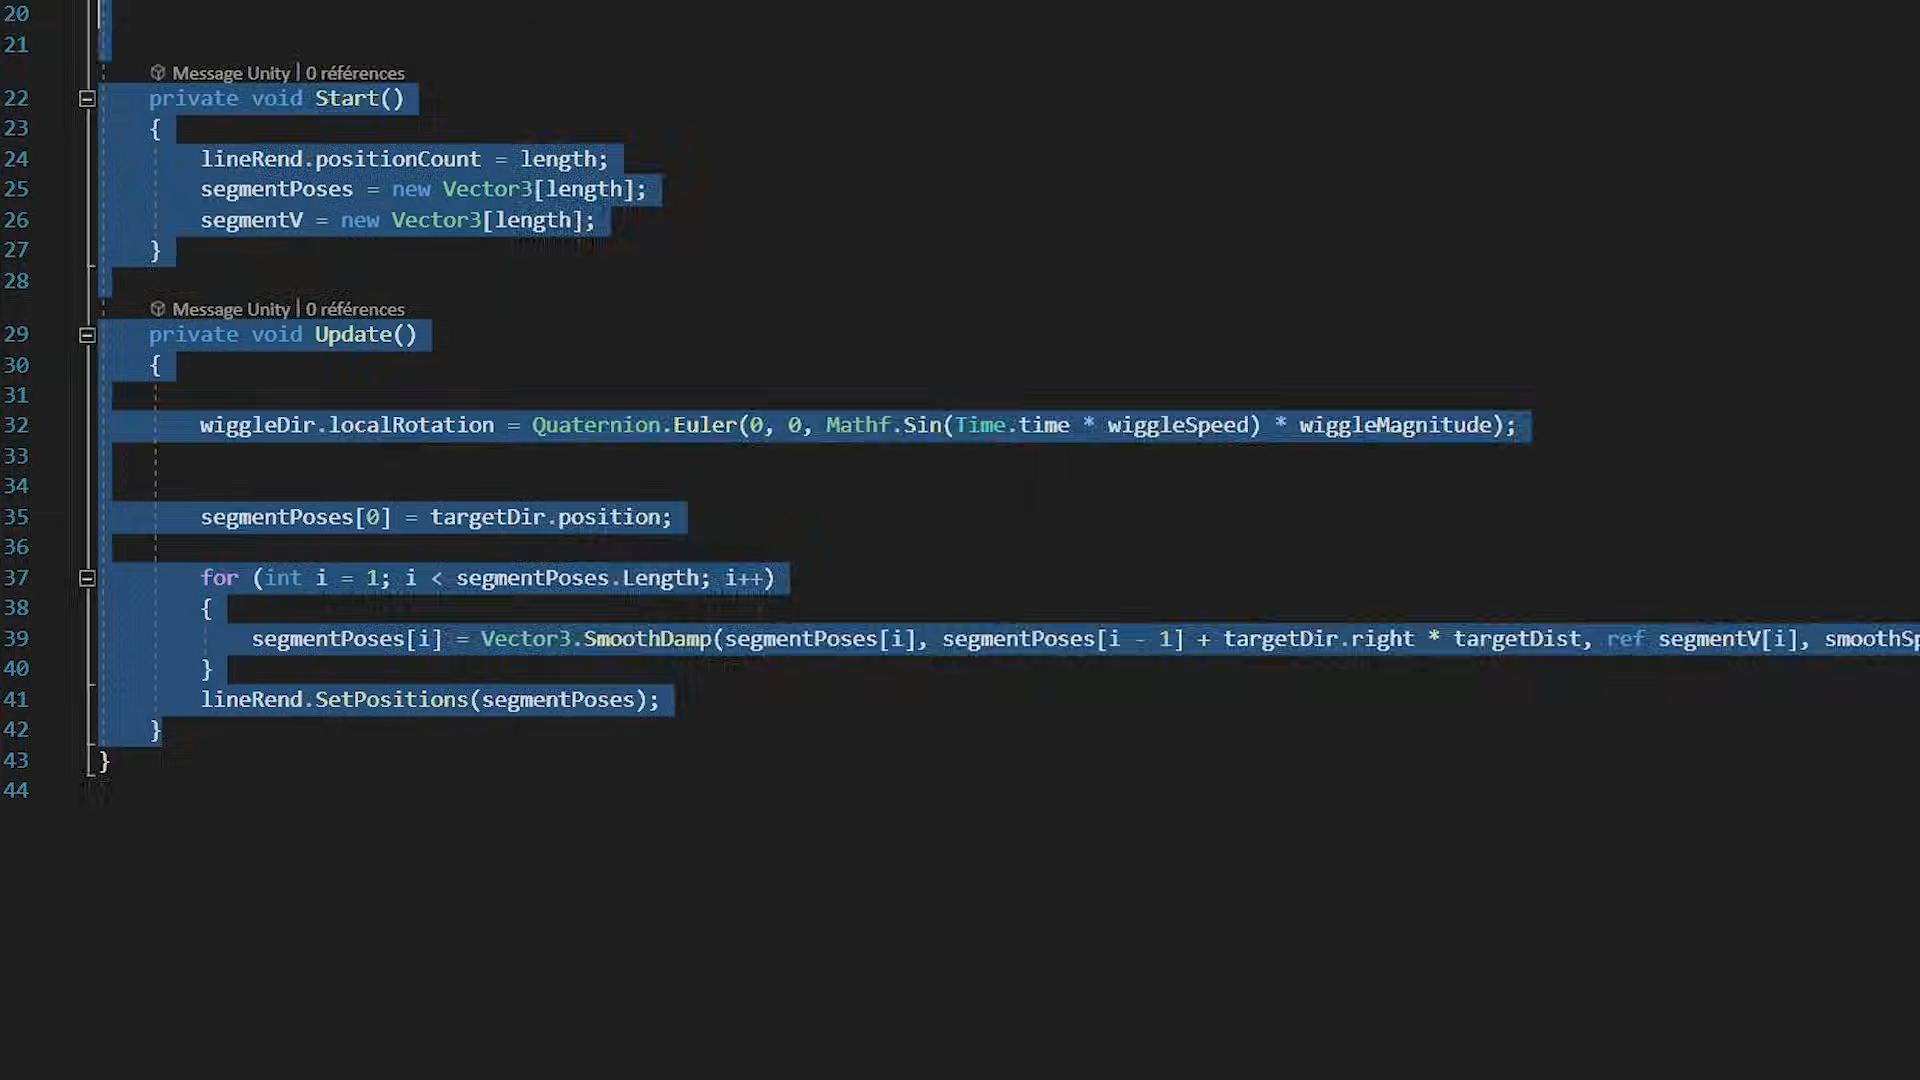 20
21
Message Unity | 0 références
22 private void Start()
23 {
24 lineRend.positionCount = length;
25 segmentPoses = new Vector3[length];
26 segmentV = new Vector3[length];
27 }
28
Message Unity | 0 références
29 private void Update()
30 {
31
32 wiggleDir.localRotation = Quaternion.Euler(0, 0, Mathf.Sin(Time.time * wiggleSpeed) * wiggleMagnitude);
33
34
35 segmentPoses[0] = targetDir.position;
36
37 for (int i = 1; i < segmentPoses.Length; i++)
38 {
39 segmentPoses[i] = Vector3.SmoothDamp(segmentPoses[i], segmentPoses[i - 1] + targetDir.right * targetDist, ref segmentV[i], smoothSp
40 }
41 lineRend.SetPositions(segmentPoses);
42 }
43 }
44